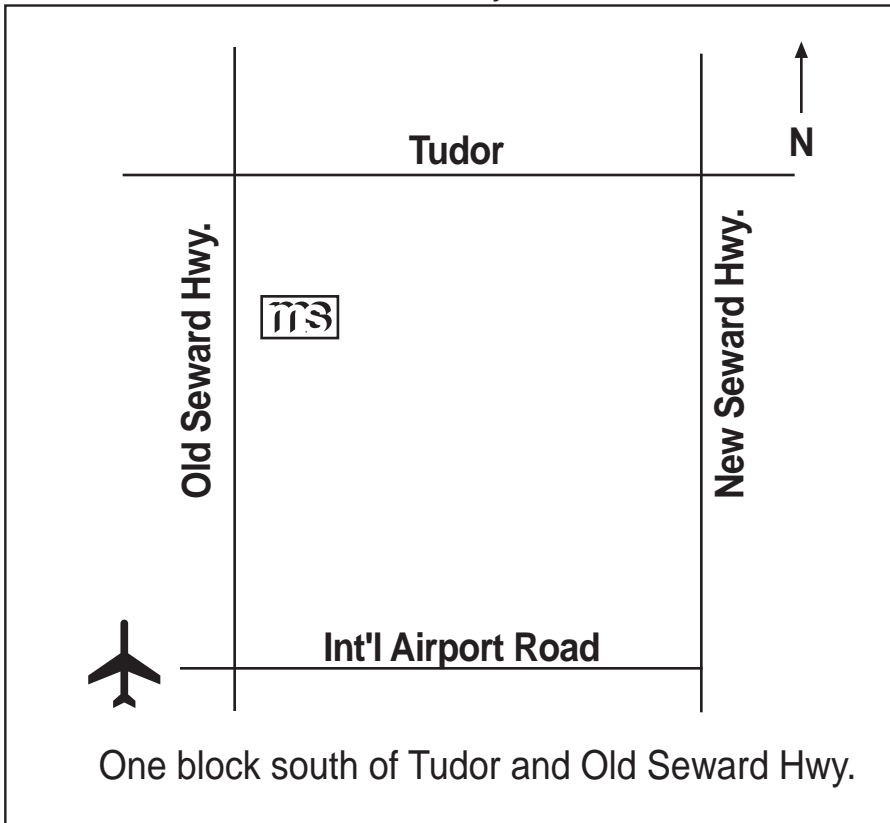 Tudor
N
Old Seward Hwy.
New Seward Hwy.
Int'l Airport Road
One block south of Tudor and Old Seward Hwy.